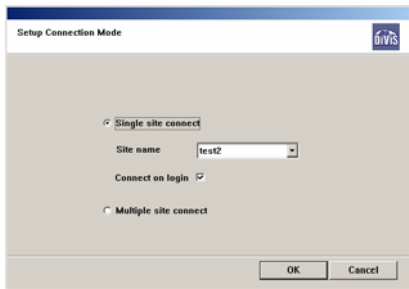 Setup Connection Mode
DiViS
Single site connect
Site name test2
Connect on login
Multiple site connect
OK Cancel